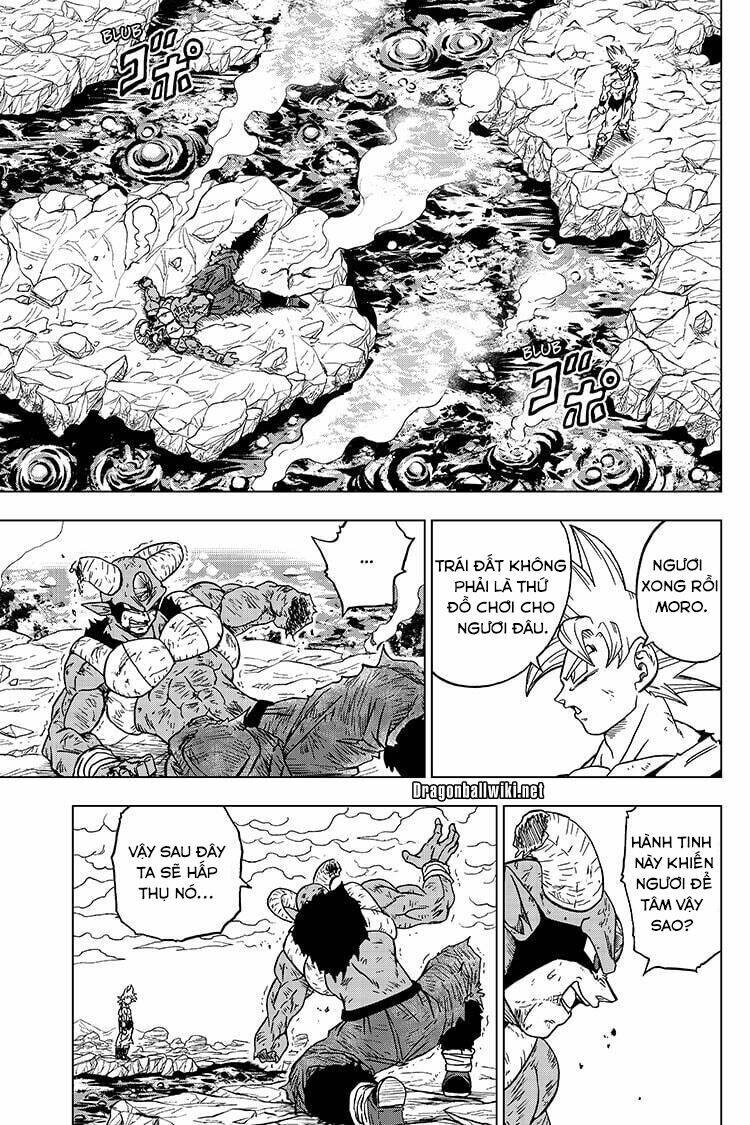 BLUB
ゴポ
BLUB
ゴポ
NGƯƠI
XONG RỒI
MORO.
TRÁI ĐẤT KHÔNG
PHẢI LÀ THỨ
ĐỒ CHƠI CHO
NGƯƠI ĐÂU.
...
Dragonballwiki.net
HÀNH TINH
NÀY KHIẾN
NGƯƠI ĐỂ
TÂM VẬY
SAO?
VẬY SAU ĐÂY
TA SẼ HẤP
THỤ NÓ...